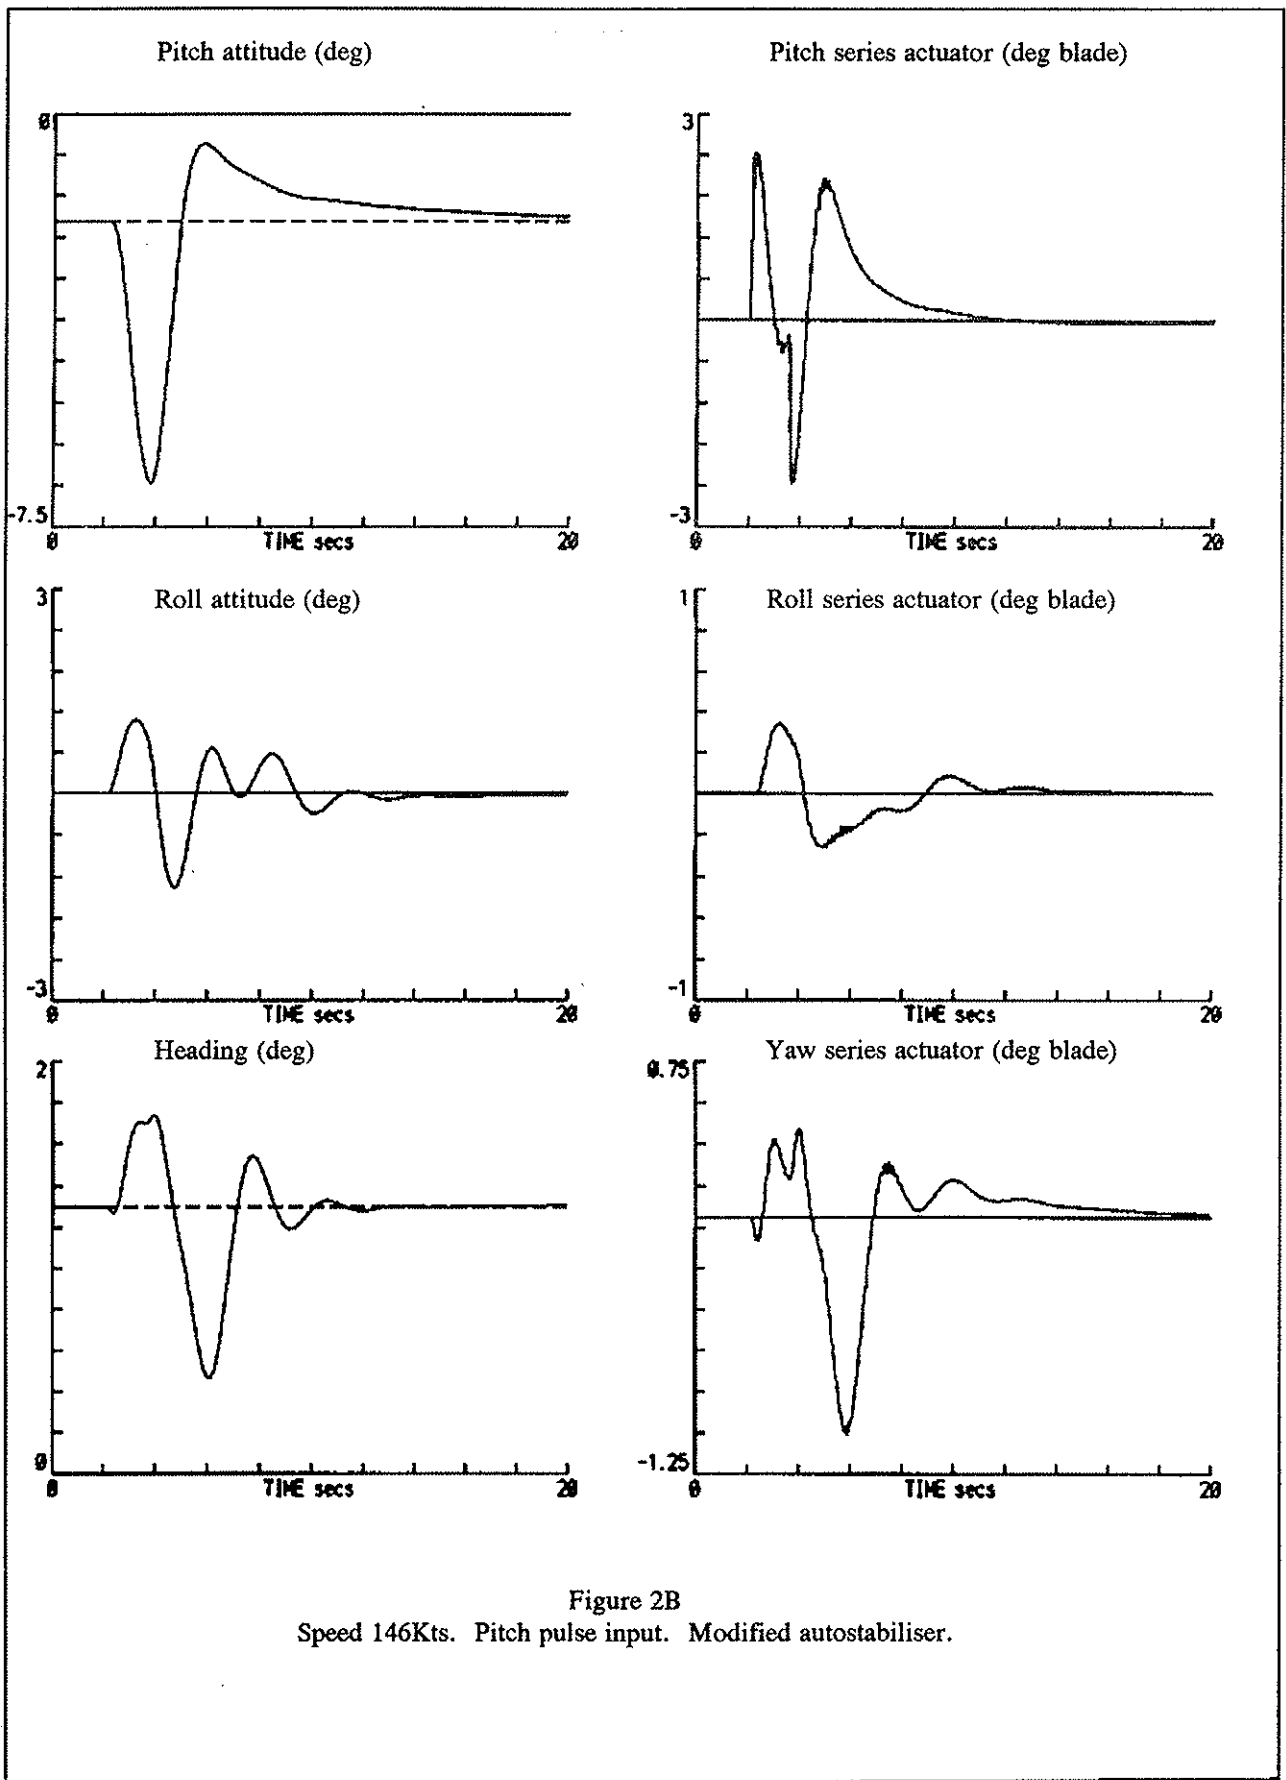 Pitch attitude (deg)
0
-7.5
0
TIME secs
20
Pitch series actuator (deg blade)
3
-3
0
TIME secs
20
Roll attitude (deg)
3
-3
0
TIME secs
20
Roll series actuator (deg blade)
1
-1
0
TIME secs
20
Heading (deg)
2
0
0
TIME secs
20
Yaw series actuator (deg blade)
0.75
-1.25
0
TIME secs
20
Figure 2B
Speed 146Kts. Pitch pulse input. Modified autostabiliser.